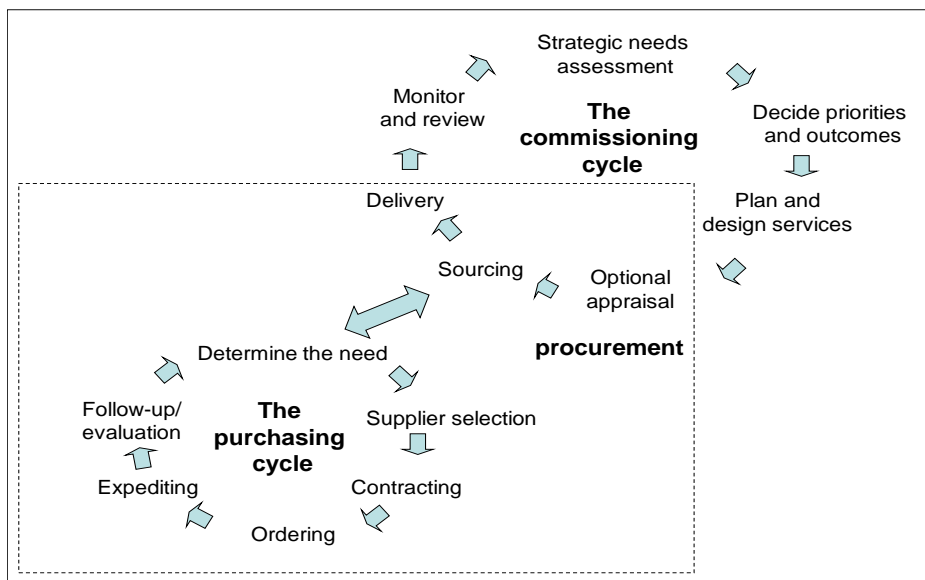 Strategic needs
assessment
Monitor
and review
The
commissioning
cycle
Decide priorities
and outcomes
Delivery
Plan and
design services
Sourcing
Optional
appraisal
procurement
Determine the need
Follow-up/
evaluation
The
purchasing
cycle
Supplier selection
Expediting
Contracting
Ordering